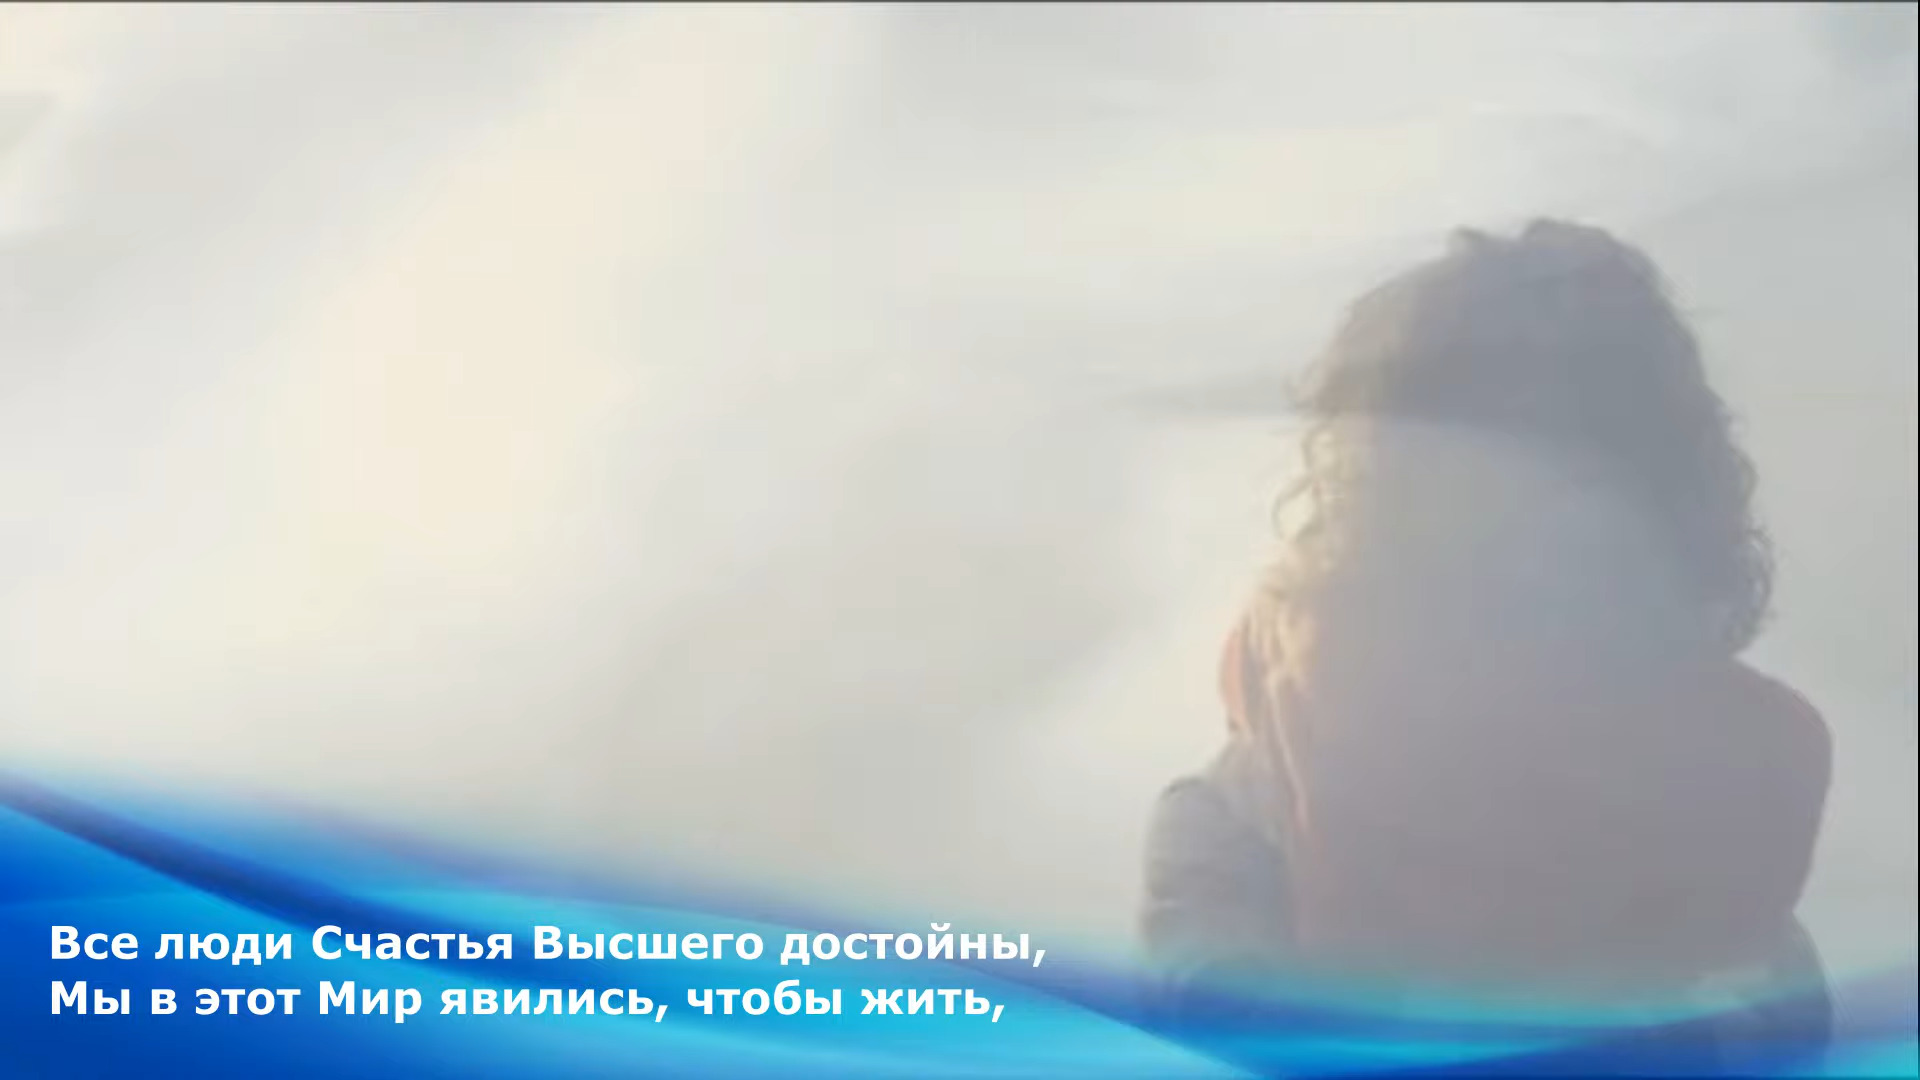 Все люди Счастья Высшего достойны,
Мы в этот Мир явились, чтобы жить,